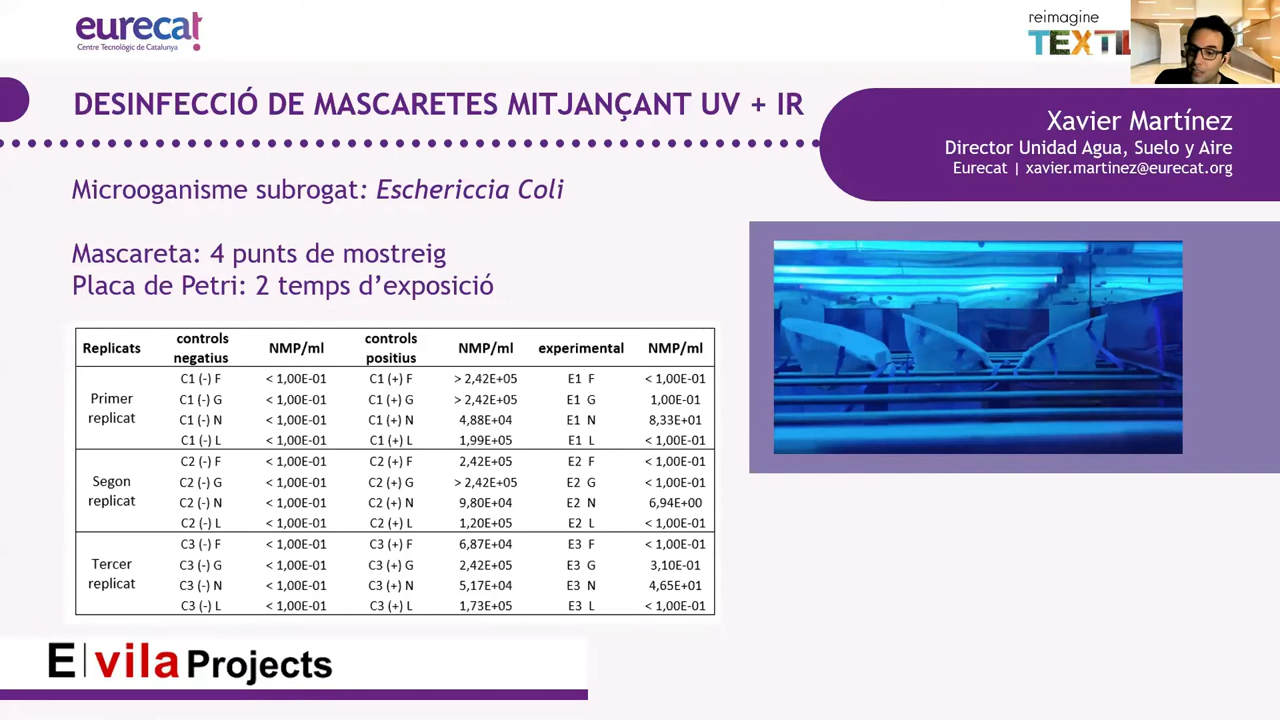 eurecat
Centre Tecnològic de Catalunya
reimagine
TEXTIL
DESINFECCIÓ DE MASCARETES MITJANÇANT UV + IR
Xavier Martínez
Director Unidad Agua, Suelo y Aire
Eurecat | xavier.martinez@eurecat.org
Microoganisme subrogat: Eschericcia Coli
Mascareta: 4 punts de mostreig
Placa de Petri: 2 temps d’exposició
Replicats controls negatius NMP/ml controls positius NMP/ml experimental NMP/ml
Primer replicat
C1 (-) F < 1,00E-01 C1 (+) F > 2,42E+05 E1 F < 1,00E-01
C1 (-) G < 1,00E-01 C1 (+) G > 2,42E+05 E1 G 1,00E-01
C1 (-) N < 1,00E-01 C1 (+) N 4,88E+04 E1 N 8,33E+01
C1 (-) L < 1,00E-01 C1 (+) L 1,99E+05 E1 L < 1,00E-01
Segon replicat
C2 (-) F < 1,00E-01 C2 (+) F 2,42E+05 E2 F < 1,00E-01
C2 (-) G < 1,00E-01 C2 (+) G > 2,42E+05 E2 G < 1,00E-01
C2 (-) N < 1,00E-01 C2 (+) N 9,80E+04 E2 N 6,94E+00
C2 (-) L < 1,00E-01 C2 (+) L 1,20E+05 E2 L < 1,00E-01
Tercer replicat
C3 (-) F < 1,00E-01 C3 (+) F 6,87E+04 E3 F < 1,00E-01
C3 (-) G < 1,00E-01 C3 (+) G 2,42E+05 E3 G 3,10E-01
C3 (-) N < 1,00E-01 C3 (+) N 5,17E+04 E3 N 4,65E+01
C3 (-) L < 1,00E-01 C3 (+) L 1,73E+05 E3 L < 1,00E-01
E|vila Projects